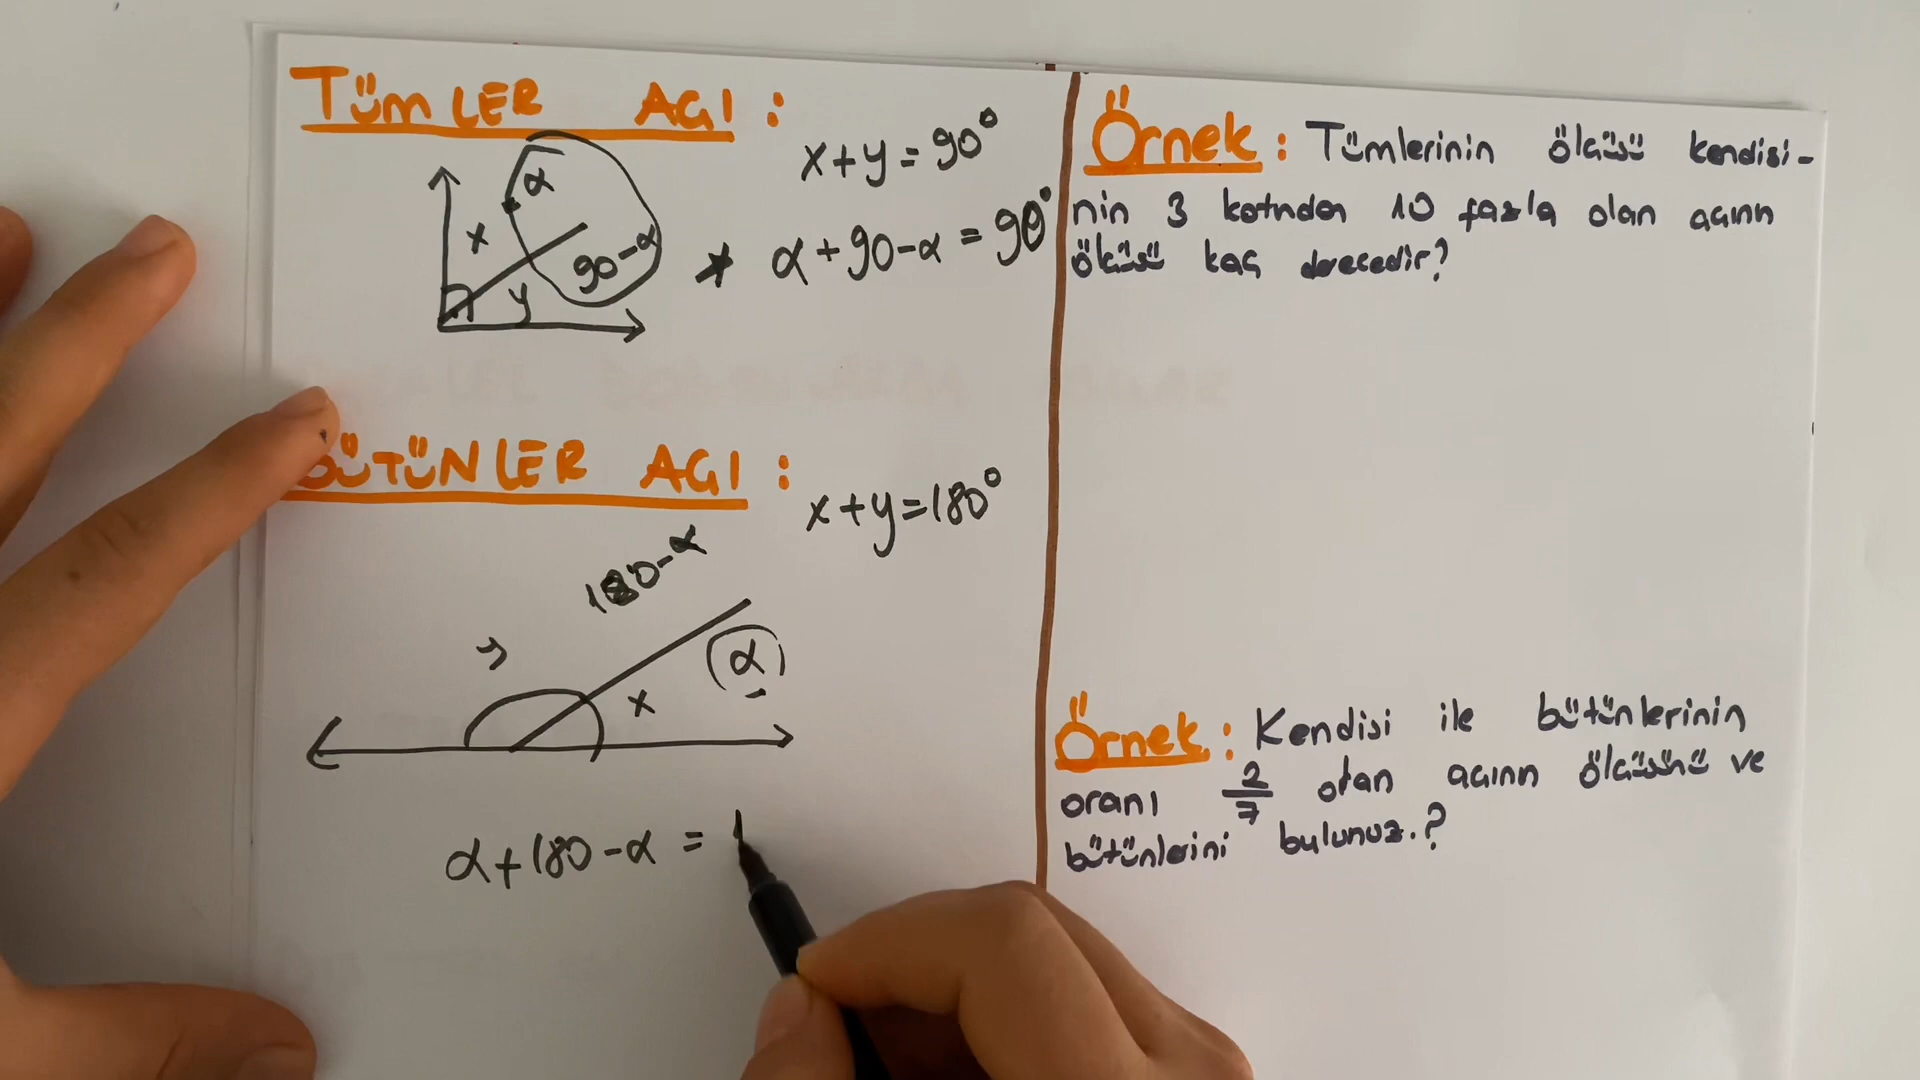 TÜMLER AÇI :
x+y=90°
α
x
90-α
y
* α+90-α=90°
BÜTÜNLER AÇI :
x+y=180°
180-α
y
α
x
α+180-α = 1
Örnek : Tümlerinin ölçüsü kendisi-
nin 3 katından 10 fazla olan açının
ölçüsü kaç derecedir?
Örnek : Kendisi ile bütünlerinin
oranı 2/7 olan açının ölçüsünü ve
bütünlerini bulunuz.?